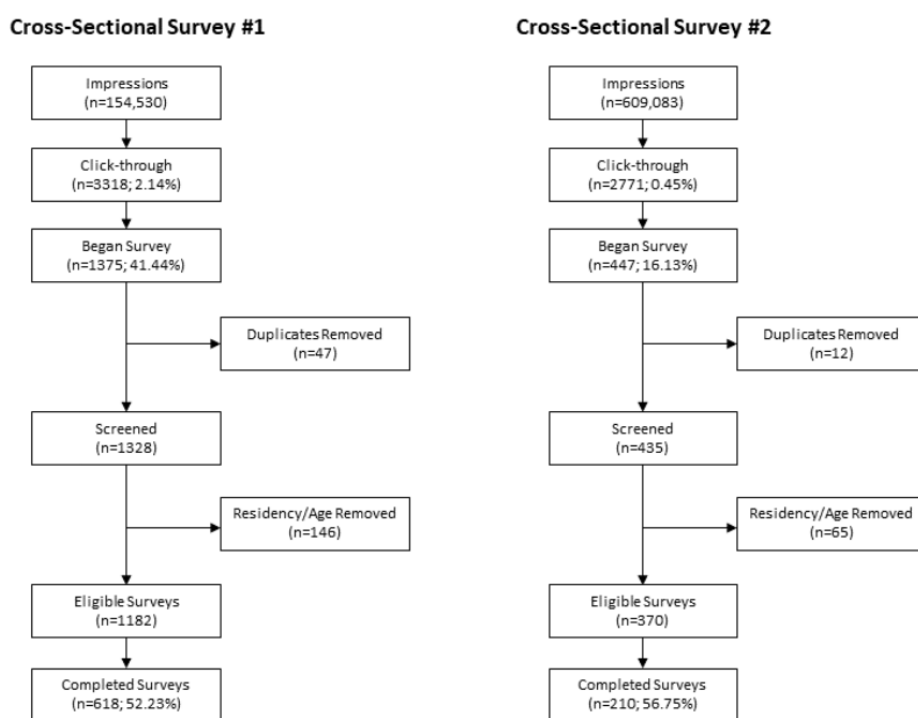 Cross-Sectional Survey #1
Impressions
(n=154,530)
Click-through
(n=3318; 2.14%)
Began Survey
(n=1375; 41.44%)
Duplicates Removed
(n=47)
Screened
(n=1328)
Residency/Age Removed
(n=146)
Eligible Surveys
(n=1182)
Completed Surveys
(n=618; 52.23%)
Cross-Sectional Survey #2
Impressions
(n=609,083)
Click-through
(n=2771; 0.45%)
Began Survey
(n=447; 16.13%)
Duplicates Removed
(n=12)
Screened
(n=435)
Residency/Age Removed
(n=65)
Eligible Surveys
(n=370)
Completed Surveys
(n=210; 56.75%)